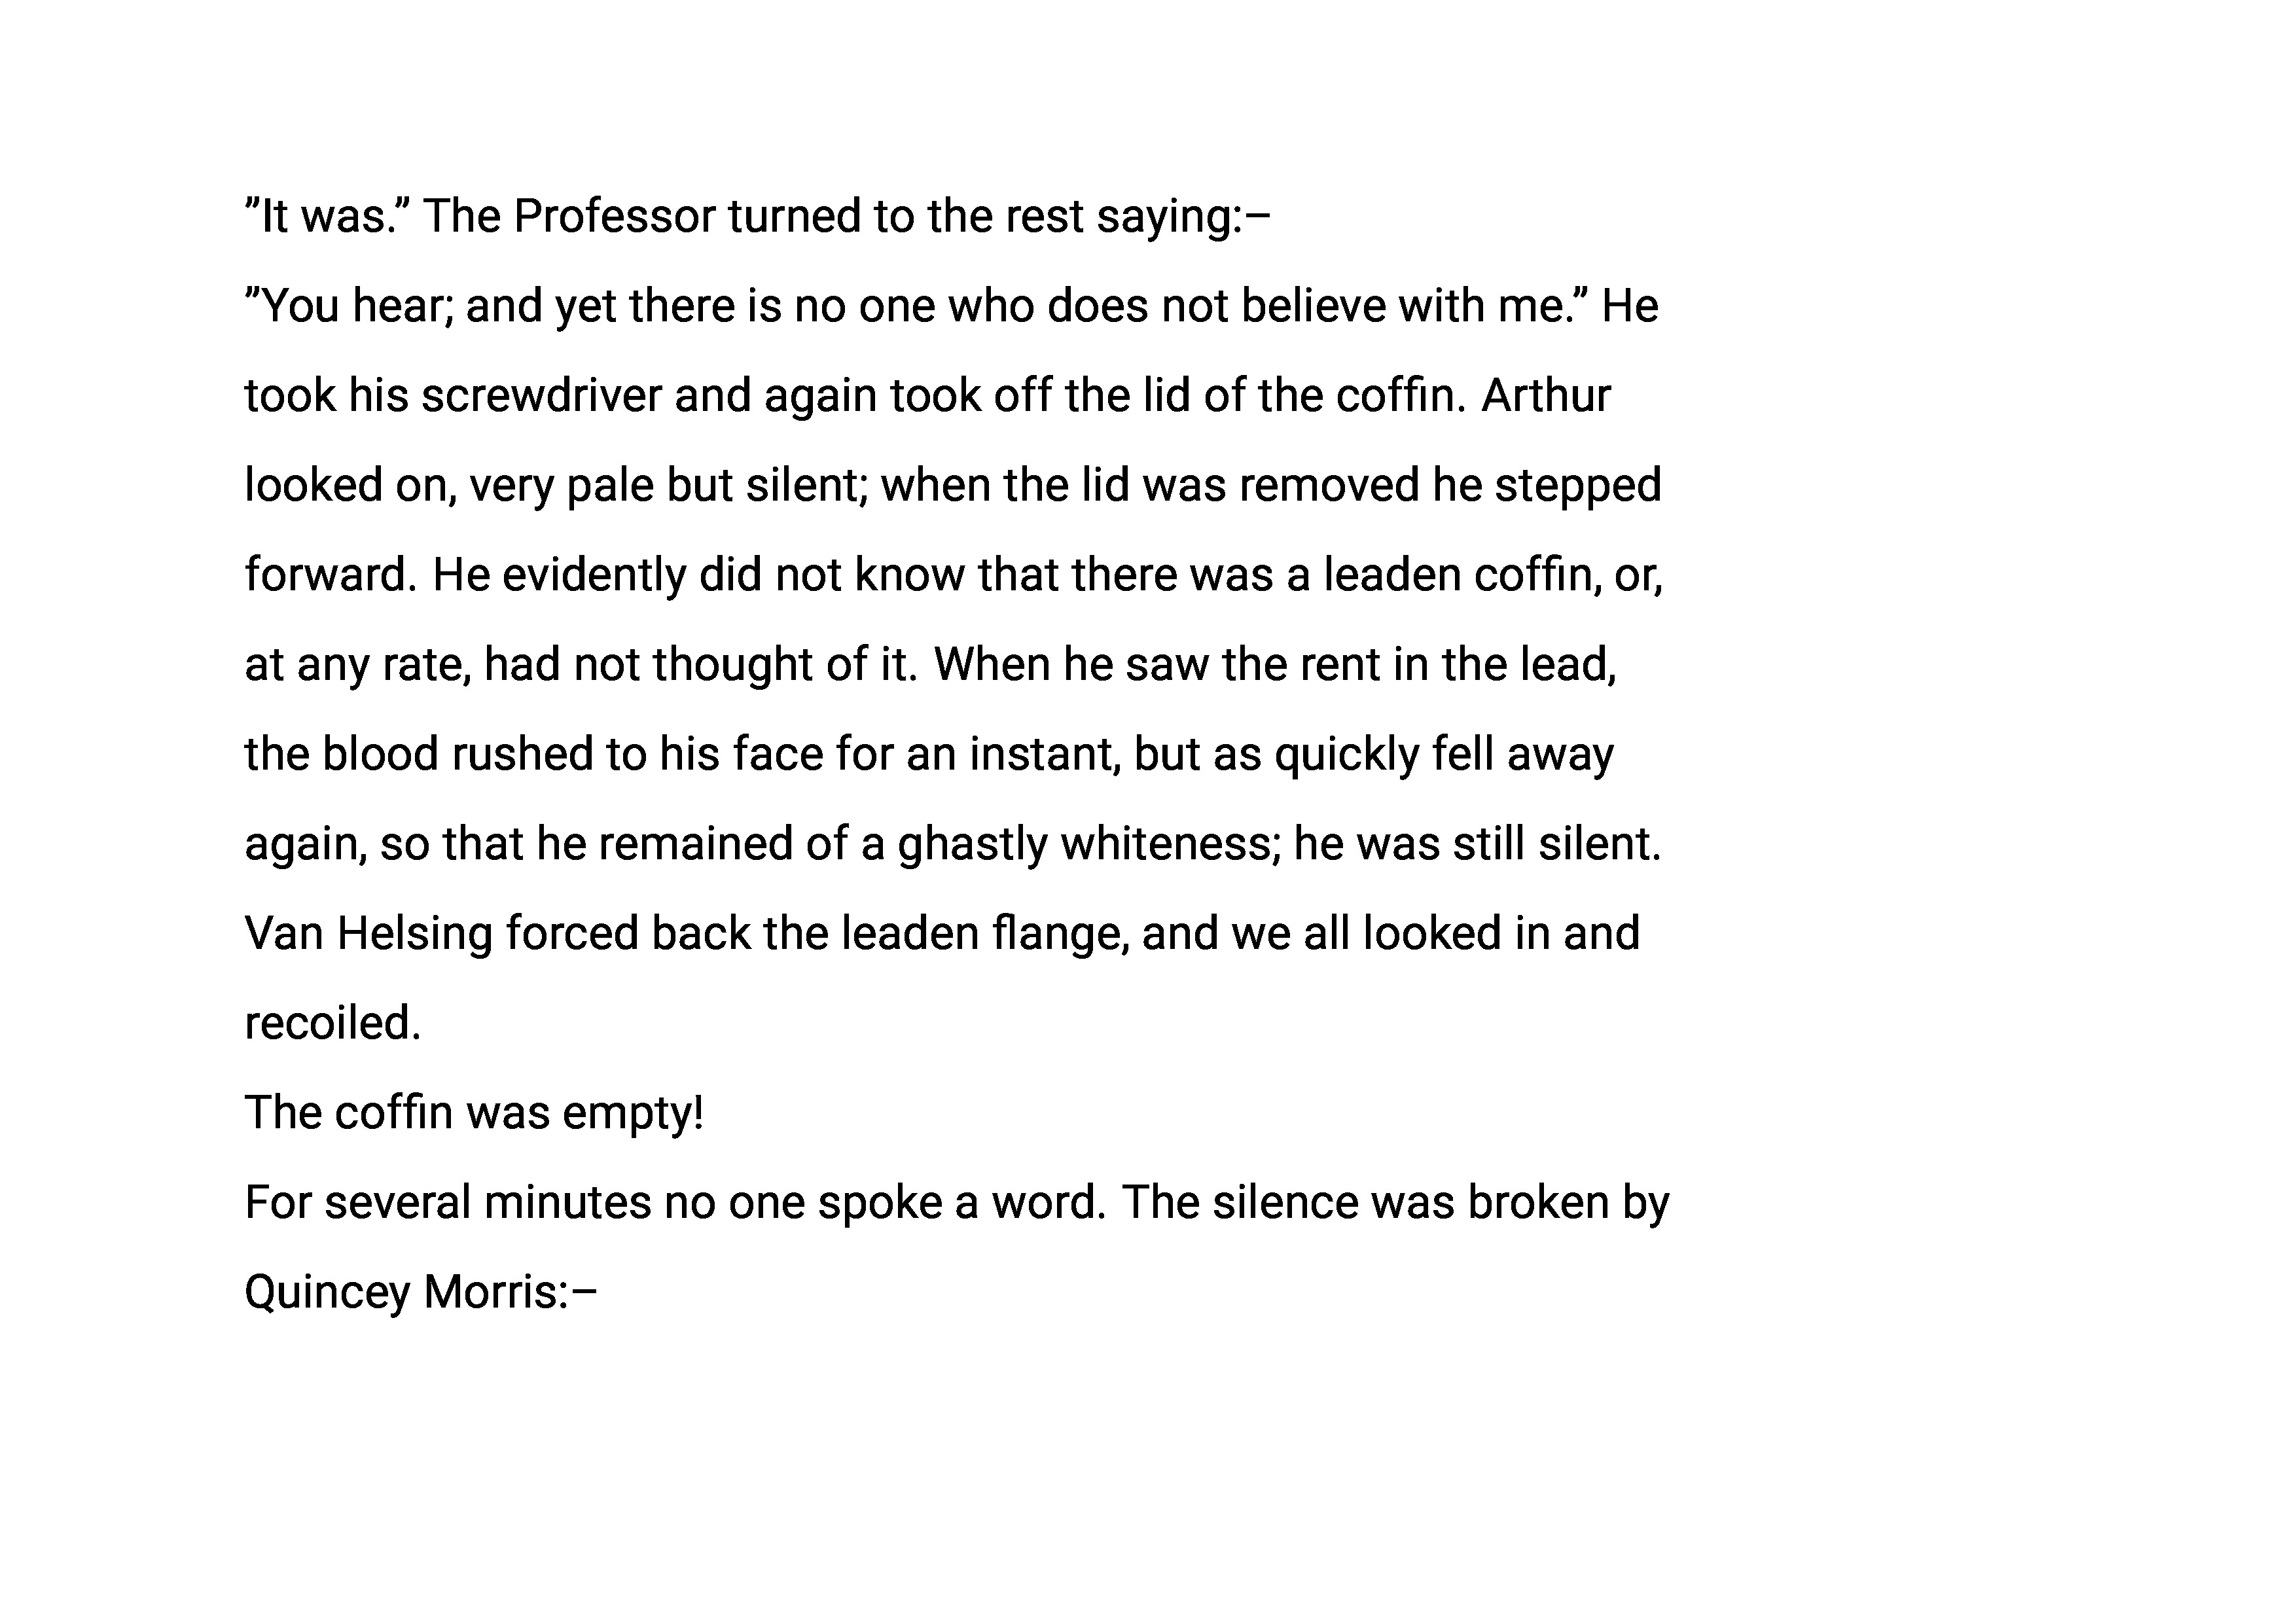 ”It was.” The Professor turned to the rest saying:–
”You hear; and yet there is no one who does not believe with me.” He
took his screwdriver and again took off the lid of the coffin. Arthur
looked on, very pale but silent; when the lid was removed he stepped
forward. He evidently did not know that there was a leaden coffin, or,
at any rate, had not thought of it. When he saw the rent in the lead,
the blood rushed to his face for an instant, but as quickly fell away
again, so that he remained of a ghastly whiteness; he was still silent.
Van Helsing forced back the leaden flange, and we all looked in and
recoiled.
The coffin was empty!
For several minutes no one spoke a word. The silence was broken by
Quincey Morris:–